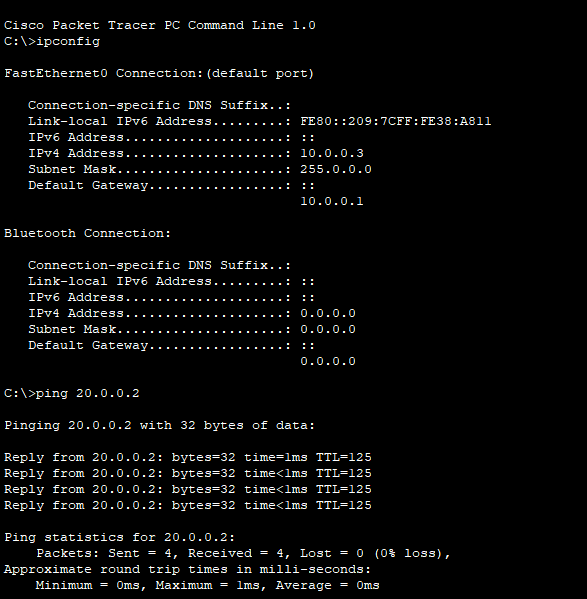 Cisco Packet Tracer PC Command Line 1.0
C:\>ipconfig
FastEthernet0 Connection:(default port)
Connection-specific DNS Suffix..:
Link-local IPv6 Address.........: FE80::209:7CFF:FE38:A811
IPv6 Address....................: ::
IPv4 Address....................: 10.0.0.3
Subnet Mask.....................: 255.0.0.0
Default Gateway.................: ::
10.0.0.1
Bluetooth Connection:
Connection-specific DNS Suffix..:
Link-local IPv6 Address.........: ::
IPv6 Address....................: ::
IPv4 Address....................: 0.0.0.0
Subnet Mask.....................: 0.0.0.0
Default Gateway.................: ::
0.0.0.0
C:\>ping 20.0.0.2
Pinging 20.0.0.2 with 32 bytes of data:
Reply from 20.0.0.2: bytes=32 time=1ms TTL=125
Reply from 20.0.0.2: bytes=32 time<1ms TTL=125
Reply from 20.0.0.2: bytes=32 time<1ms TTL=125
Reply from 20.0.0.2: bytes=32 time<1ms TTL=125
Ping statistics for 20.0.0.2:
Packets: Sent = 4, Received = 4, Lost = 0 (0% loss),
Approximate round trip times in milli-seconds:
Minimum = 0ms, Maximum = 1ms, Average = 0ms